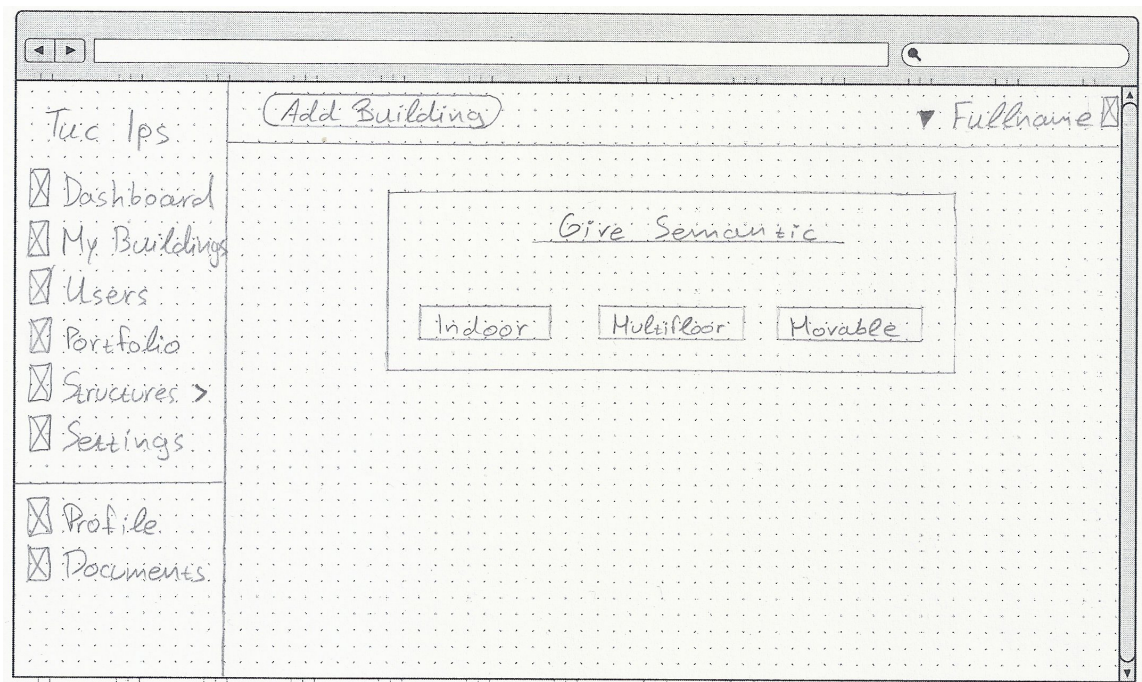 Tuc Ips
Dashboard
My Buildings
Users
Portfolio
Structures >
Settings
Profile
Documents
Add Building
Fullname
Give Semantic
Indoor
Multifloor
Movable